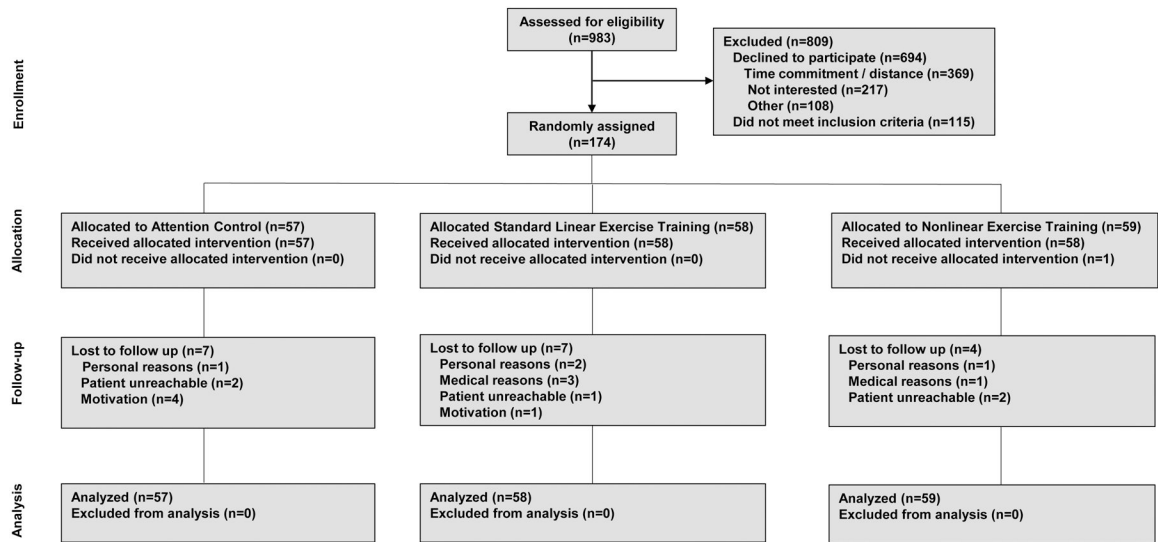 Enrollment
Assessed for eligibility
(n=983)
Excluded (n=809)
Declined to participate (n=694)
Time commitment / distance (n=369)
Not interested (n=217)
Other (n=108)
Did not meet inclusion criteria (n=115)
Randomly assigned
(n=174)
Allocation
Allocated to Attention Control (n=57)
Received allocated intervention (n=57)
Did not receive allocated intervention (n=0)
Allocated Standard Linear Exercise Training (n=58)
Received allocated intervention (n=58)
Did not receive allocated intervention (n=0)
Allocated to Nonlinear Exercise Training (n=59)
Received allocated intervention (n=58)
Did not receive allocated intervention (n=1)
Follow-up
Lost to follow up (n=7)
Personal reasons (n=1)
Patient unreachable (n=2)
Motivation (n=4)
Lost to follow up (n=7)
Personal reasons (n=2)
Medical reasons (n=3)
Patient unreachable (n=1)
Motivation (n=1)
Lost to follow up (n=4)
Personal reasons (n=1)
Medical reasons (n=1)
Patient unreachable (n=2)
Analysis
Analyzed (n=57)
Excluded from analysis (n=0)
Analyzed (n=58)
Excluded from analysis (n=0)
Analyzed (n=59)
Excluded from analysis (n=0)